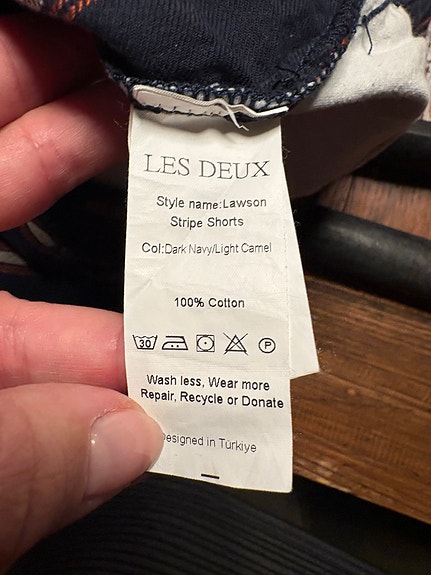 LES DEUX
Style name:Lawson
Stripe Shorts
Col:Dark Navy/Light Camel
100% Cotton
30 P
Wash less, Wear more
Repair, Recycle or Donate
esigned in Türkiye